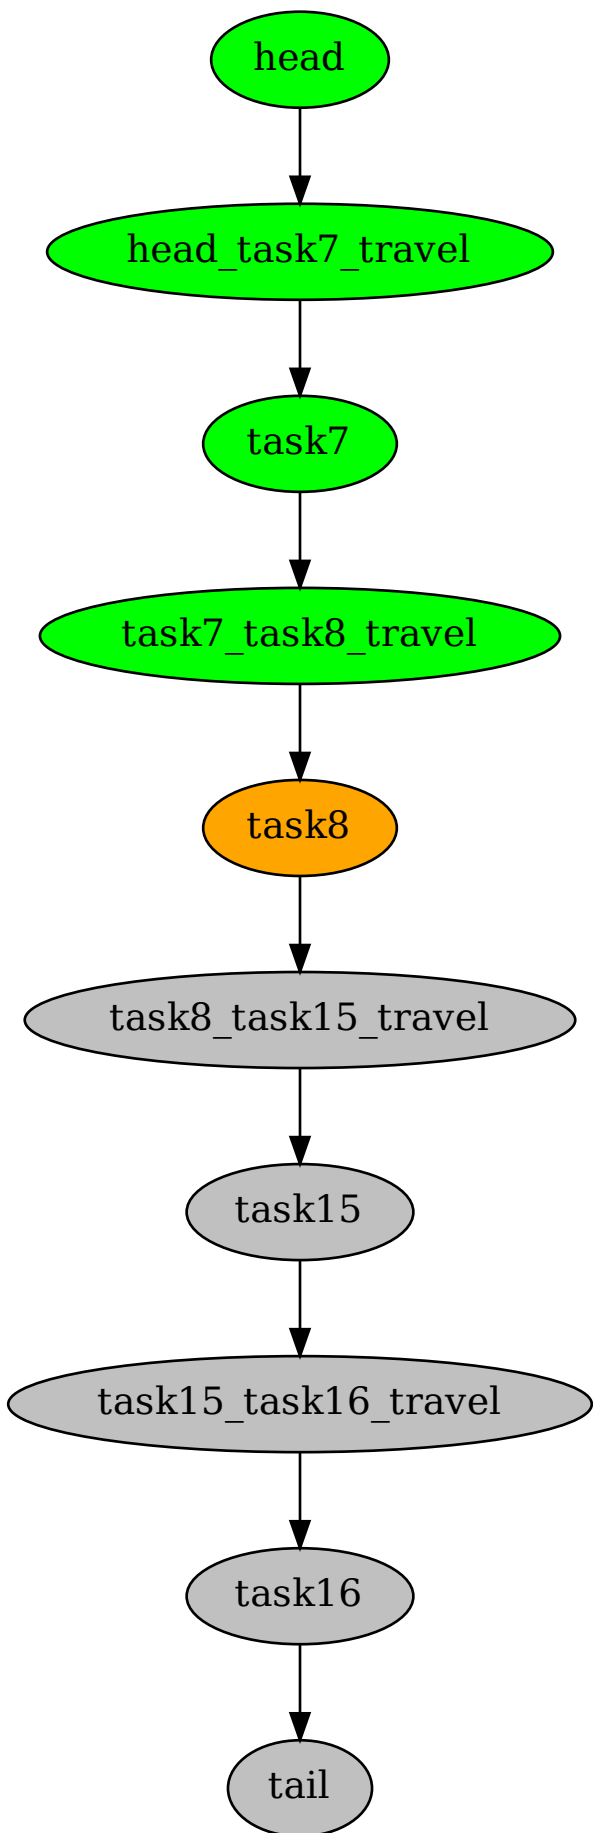 head
head_task7_travel
task7
task7_task8_travel
task8
task8_task15_travel
task15
task15_task16_travel
task16
tail